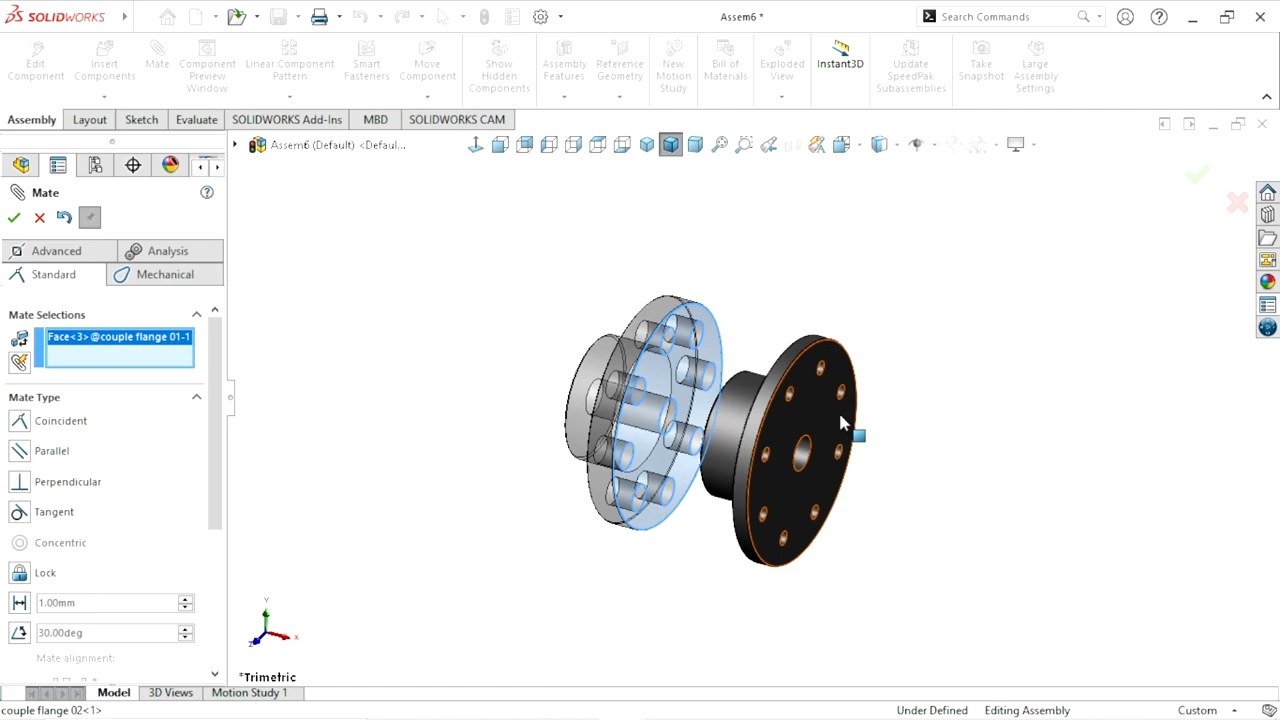 SOLIDWORKS
Assem6 *
Search Commands
Edit Component
Insert Components
Mate
Component Preview Window
Linear Component Pattern
Smart Fasteners
Move Component
Show Hidden Components
Assembly Features
Reference Geometry
New Motion Study
Bill of Materials
Exploded View
Instant3D
Update SpeedPak Subassemblies
Take Snapshot
Large Assembly Settings
Assembly
Layout
Sketch
Evaluate
SOLIDWORKS Add-Ins
MBD
SOLIDWORKS CAM
Assem6 (Default) <Defaul...
Mate
Advanced
Analysis
Standard
Mechanical
Mate Selections
Face<3>@couple flange 01-1
Mate Type
Coincident
Parallel
Perpendicular
Tangent
Concentric
Lock
1.00mm
30.00deg
Mate alignment:
Y
X
Z
*Trimetric
Model
3D Views
Motion Study 1
couple flange 02<1>
Under Defined
Editing Assembly
Custom